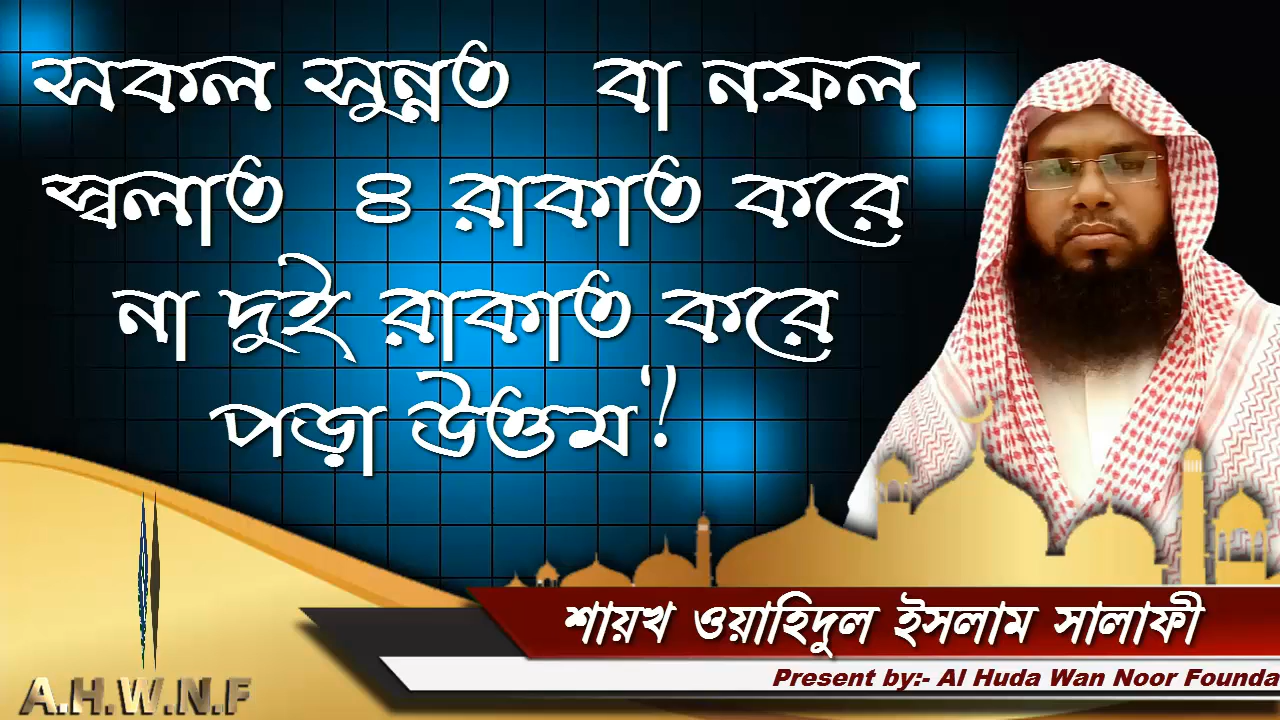 সকল সুন্নত বা নফল
স্বলাত ৪ রাকাত করে
না দুই রাকাত করে
পড়া উত্তম?
শায়খ ওয়াহিদুল ইসলাম সালাফী
Present by:- Al Huda Wan Noor Founda
A.H.W.N.F